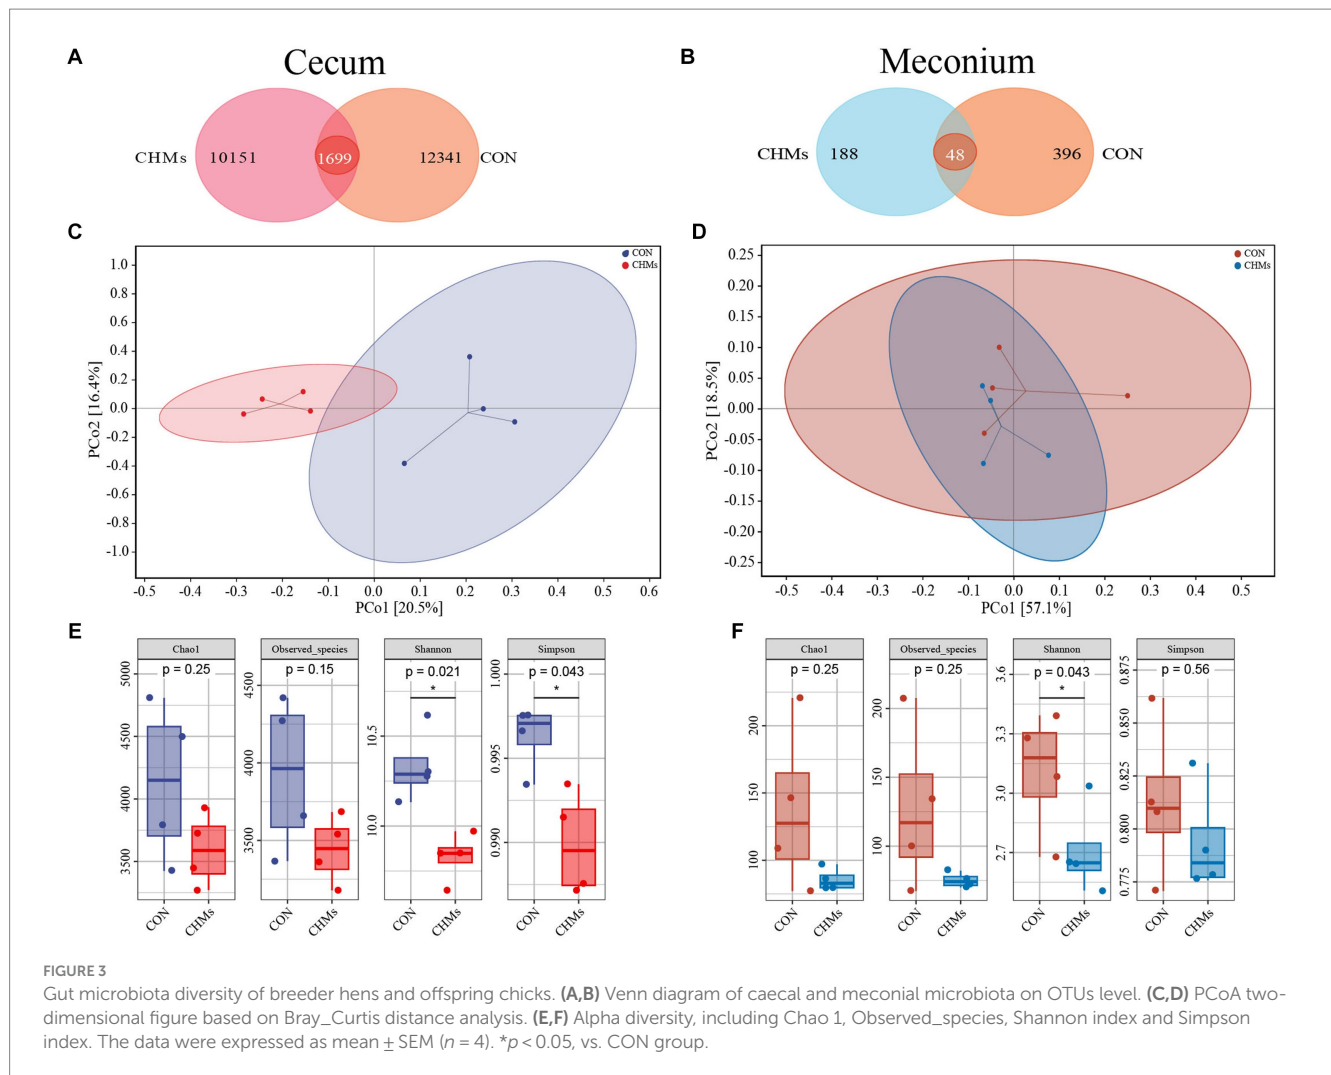 A
Cecum
CHMs
10151
1699
12341
CON
B
Meconium
CHMs
188
48
396
CON
C
CON
CHMs
1.0
0.8
0.6
0.4
0.2
0.0
-0.2
-0.4
-0.6
-0.8
-1.0
PCo2 [16.4%]
-0.5 -0.4 -0.3 -0.2 -0.1 0.0 0.1 0.2 0.3 0.4 0.5 0.6
PCo1 [20.5%]
D
CON
CHMs
0.25
0.20
0.15
0.10
0.05
0.00
-0.05
-0.10
-0.15
-0.20
-0.25
PCo2 [18.5%]
-0.5 -0.4 -0.3 -0.2 -0.1 0.0 0.1 0.2 0.3 0.4 0.5
PCo1 [57.1%]
E
Chao1
p = 0.25
5000
4500
4000
3500
CON
CHMs
Observed_species
p = 0.15
4500
4000
3500
CON
CHMs
Shannon
p = 0.021
*
10.5
10.0
CON
CHMs
Simpson
p = 0.043
*
1.000
0.995
0.990
CON
CHMs
F
Chao1
p = 0.25
200
150
100
CON
CHMs
Observed_species
p = 0.25
200
150
100
CON
CHMs
Shannon
p = 0.043
*
3.6
3.3
3.0
2.7
CON
CHMs
Simpson
p = 0.56
0.875
0.850
0.825
0.800
0.775
CON
CHMs
FIGURE 3
Gut microbiota diversity of breeder hens and offspring chicks. (A,B) Venn diagram of caecal and meconial microbiota on OTUs level. (C,D) PCoA two-
dimensional figure based on Bray_Curtis distance analysis. (E,F) Alpha diversity, including Chao 1, Observed_species, Shannon index and Simpson
index. The data were expressed as mean ± SEM (n = 4). *p < 0.05, vs. CON group.